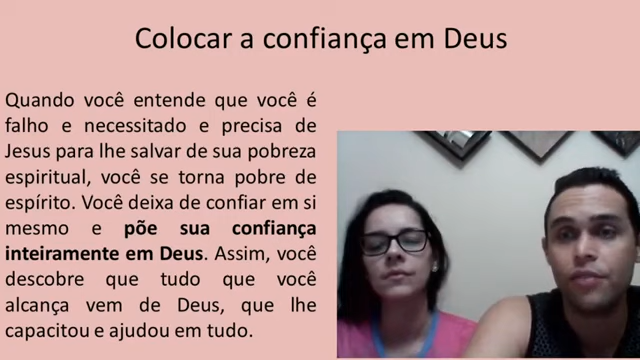 Colocar a confiança em Deus
Quando você entende que você é
falho e necessitado e precisa de
Jesus para lhe salvar de sua pobreza
espiritual, você se torna pobre de
espírito. Você deixa de confiar em si
mesmo e põe sua confiança
inteiramente em Deus. Assim, você
descobre que tudo que você
alcança vem de Deus, que lhe
capacitou e ajudou em tudo.